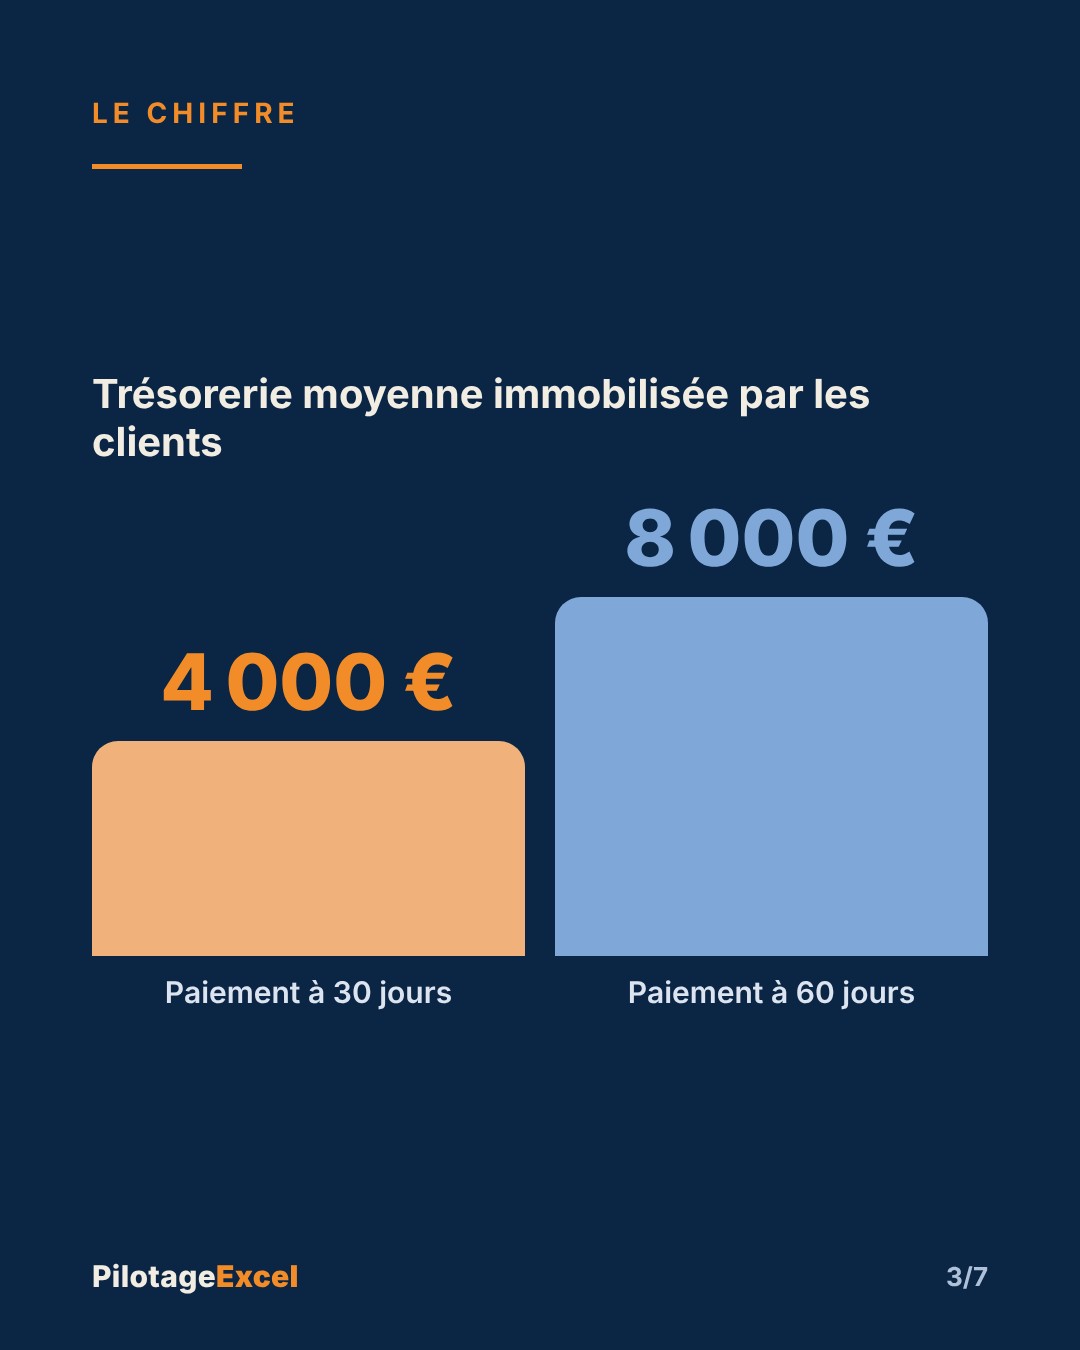 LE CHIFFRE
Trésorerie moyenne immobilisée par les
clients
8 000 €
4 000 €
Paiement à 30 jours
Paiement à 60 jours
PilotageExcel
3/7